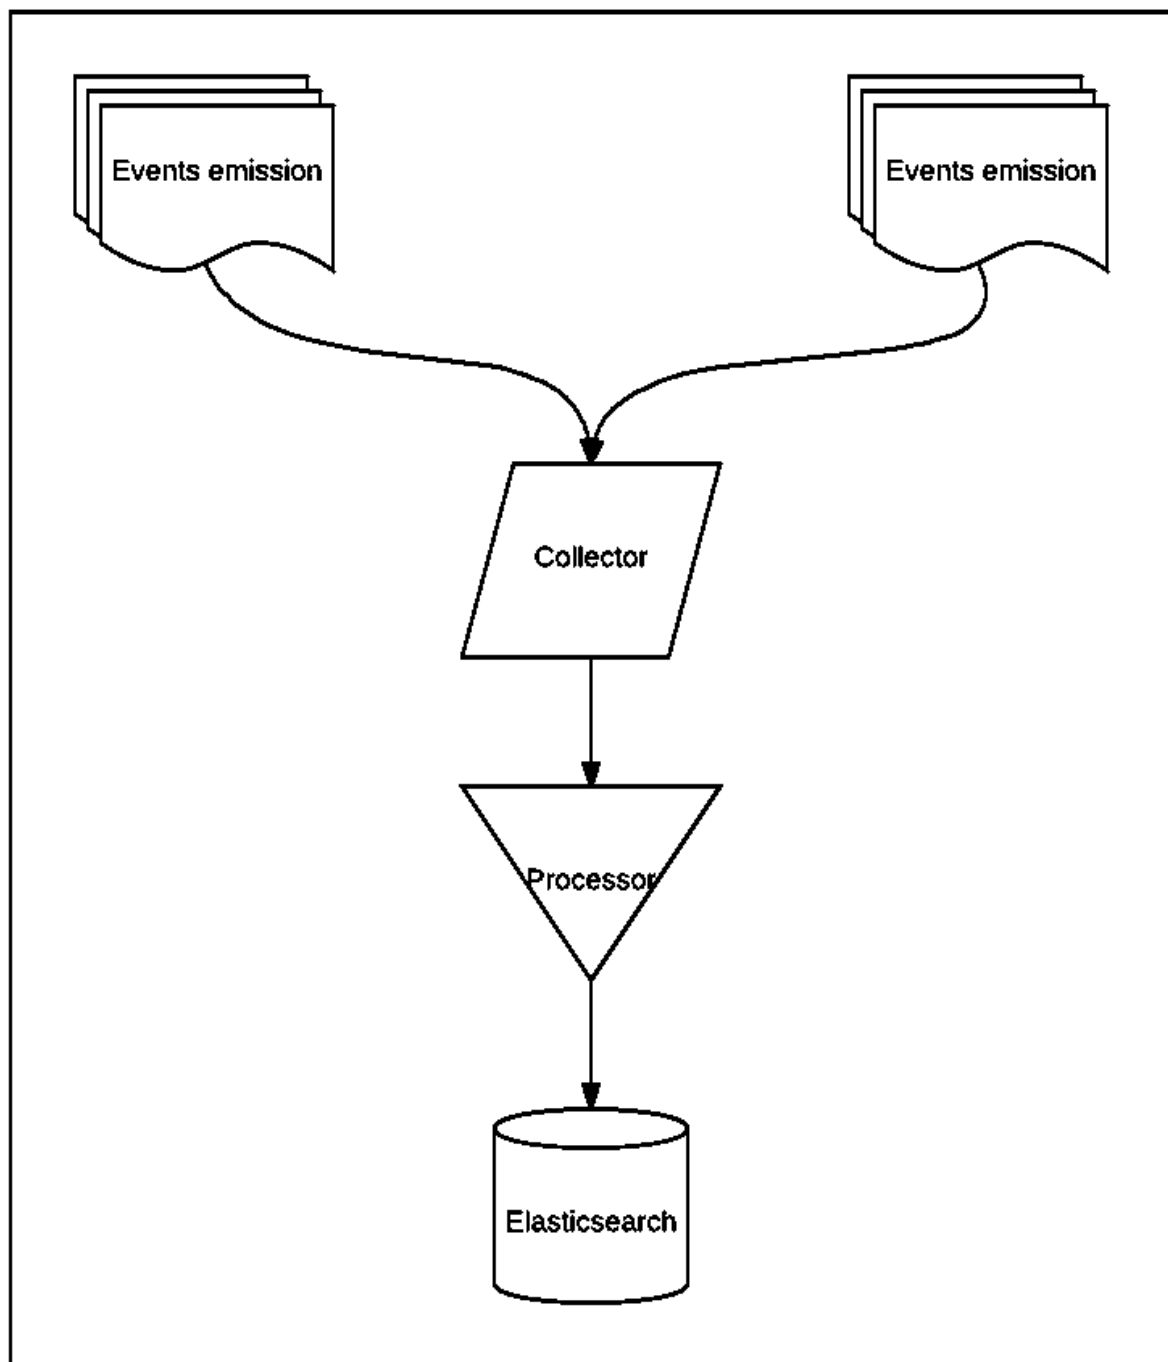 Events emission
Events emission
Collector
Processor
Elasticsearch